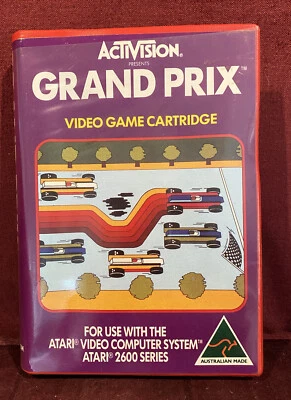 ACTIVISION®
PRESENTS
GRAND PRIX™
VIDEO GAME CARTRIDGE
FOR USE WITH THE
ATARI® VIDEO COMPUTER SYSTEM™
ATARI® 2600 SERIES
AUSTRALIAN MADE